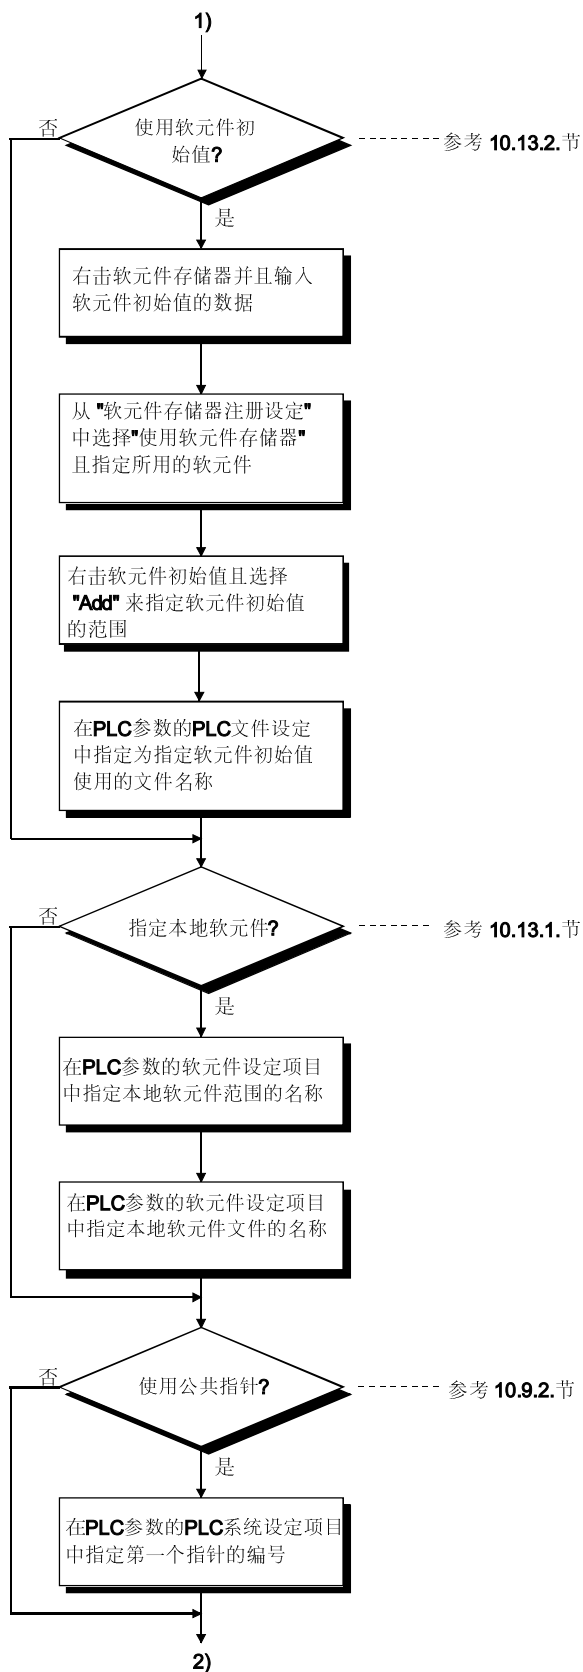 1)
否
使用软元件初
始值?
参考 10.13.2.节
是
右击软元件存储器并且输入
软元件初始值的数据
从 "软元件存储器注册设定"
中选择"使用软元件存储器"
且指定所用的软元件
右击软元件初始值且选择
"Add" 来指定软元件初始值
的范围
在PLC参数的PLC文件设定
中指定为指定软元件初始值
使用的文件名称
否
指定本地软元件?
参考 10.13.1.节
是
在PLC参数的软元件设定项目
中指定本地软元件范围的名称
在PLC参数的软元件设定项目
中指定本地软元件文件的名称
否
使用公共指针?
参考 10.9.2.节
是
在PLC参数的PLC系统设定项目
中指定第一个指针的编号
2)